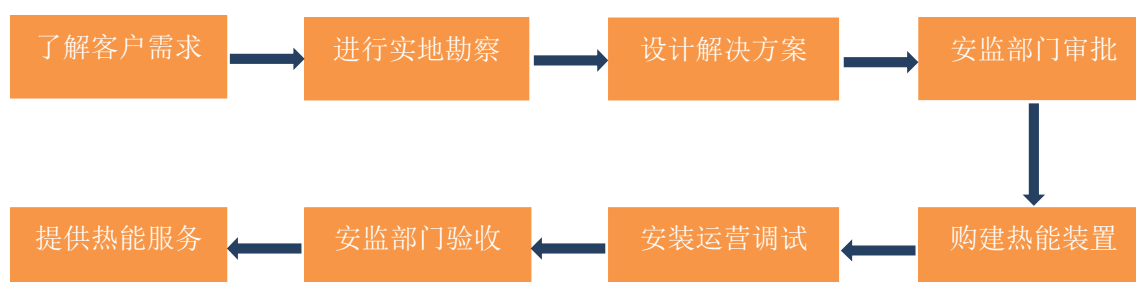 了解客户需求
进行实地勘察
设计解决方案
安监部门审批
购建热能装置
安装运营调试
安监部门验收
提供热能服务